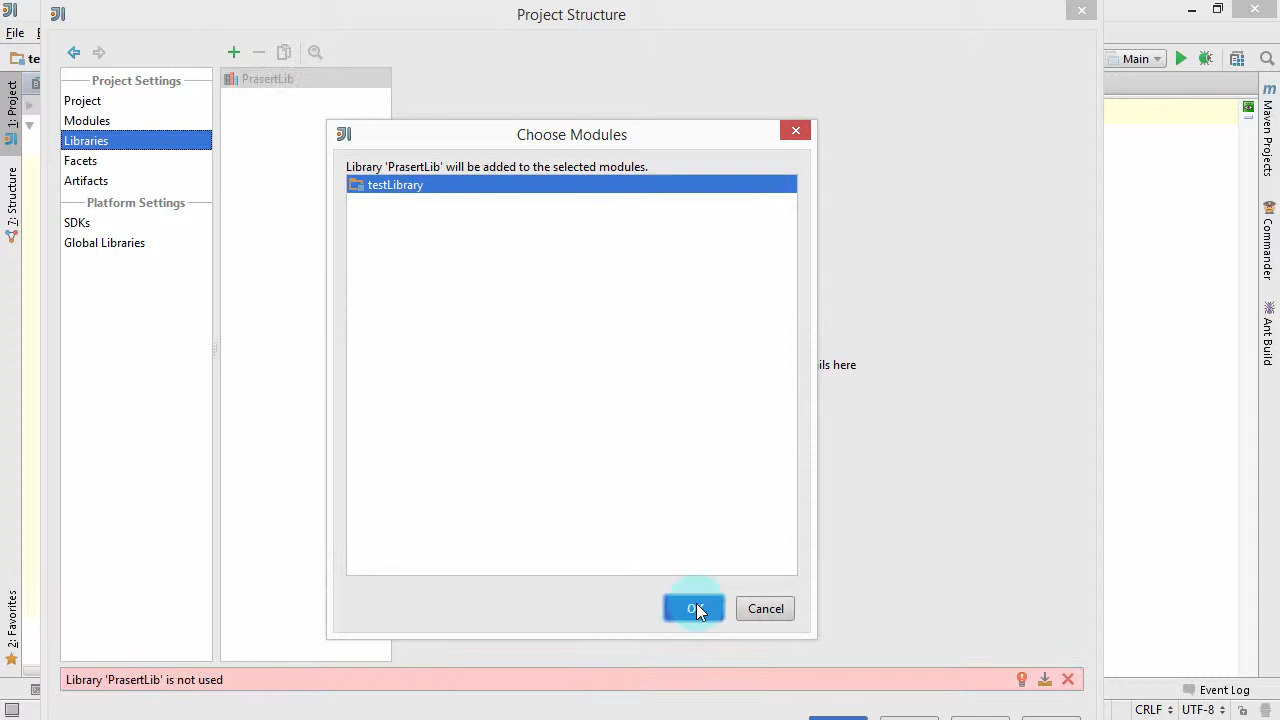 Project Structure
File
Main
Project Settings
Project
Modules
Libraries
Facets
Artifacts
Platform Settings
SDKs
Global Libraries
PrasertLib
Choose Modules
Library 'PrasertLib' will be added to the selected modules.
testLibrary
ils here
OK
Cancel
Library 'PrasertLib' is not used
1: Project
7: Structure
2: Favorites
Maven Projects
Commander
Ant Build
Event Log
CRLF
UTF-8